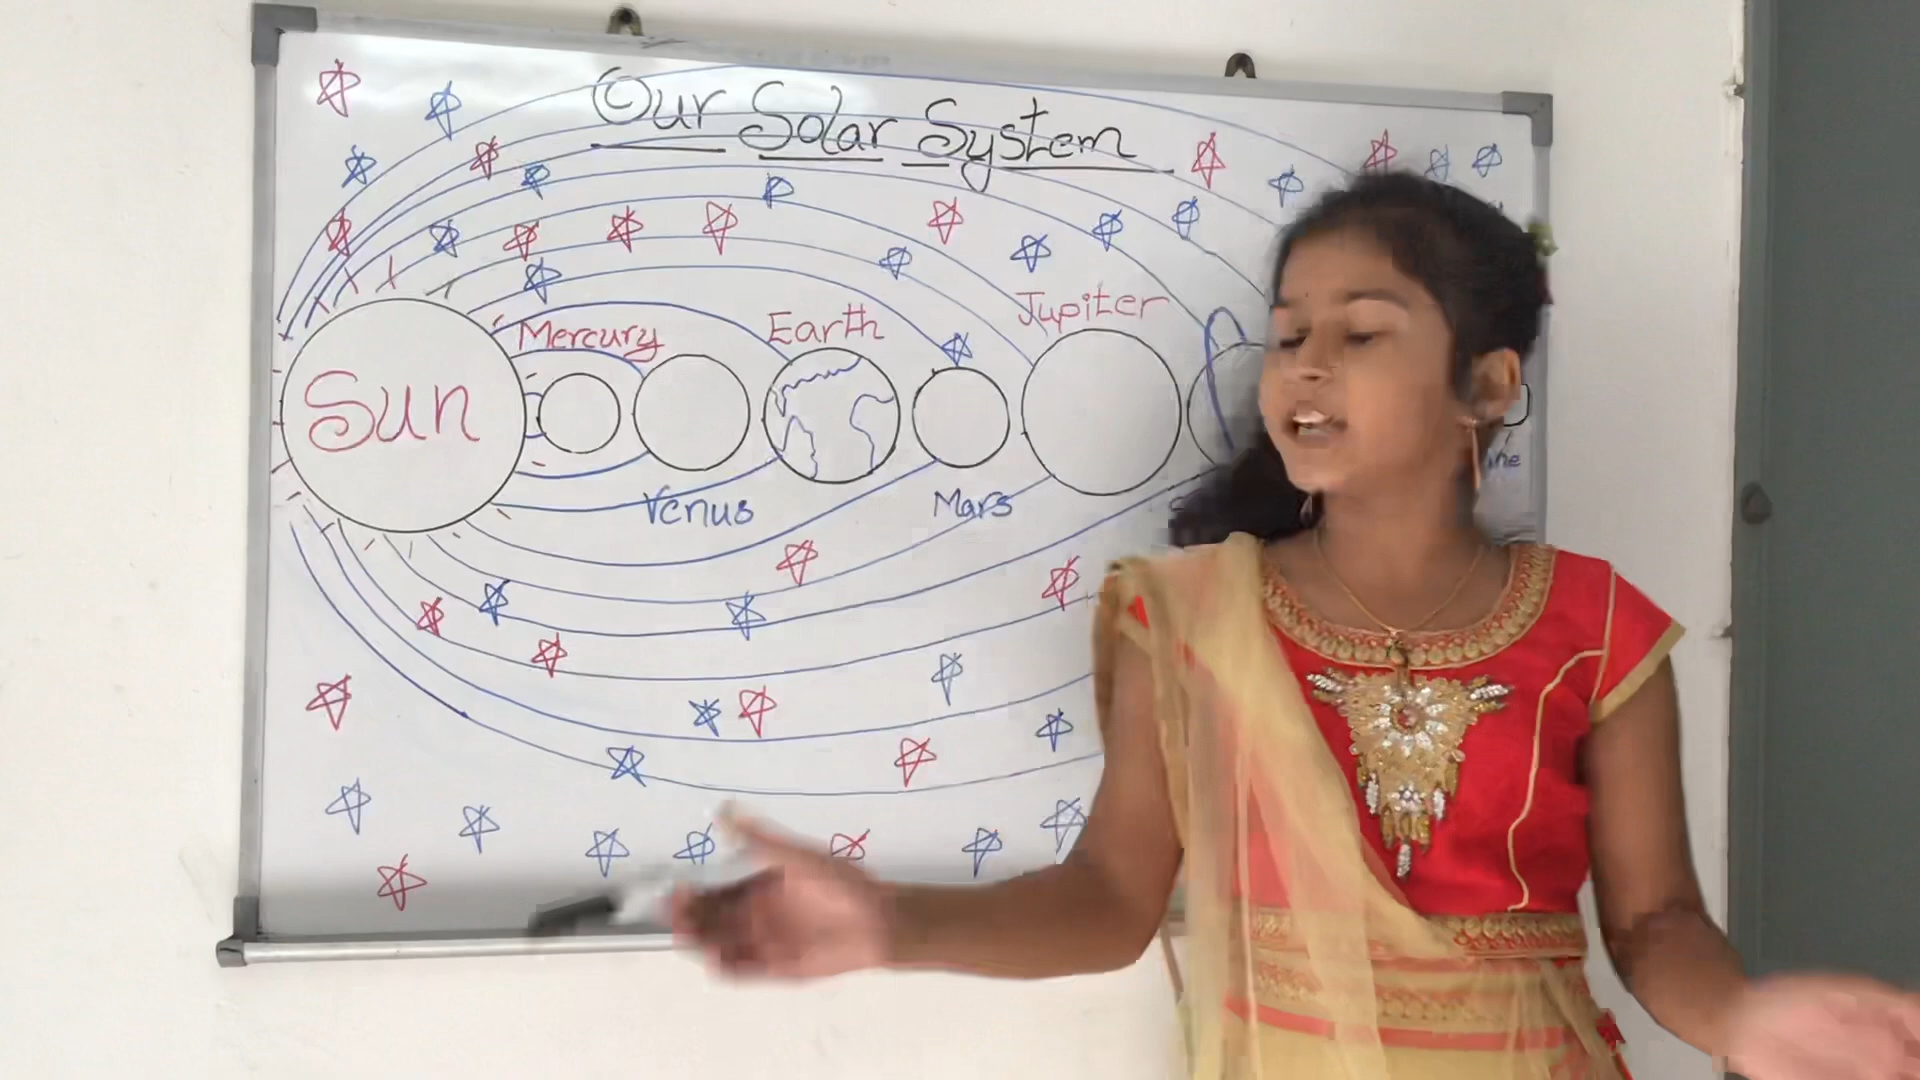 Our Solar System
Mercury
Earth
Jupiter
Sun
Venus
Mars